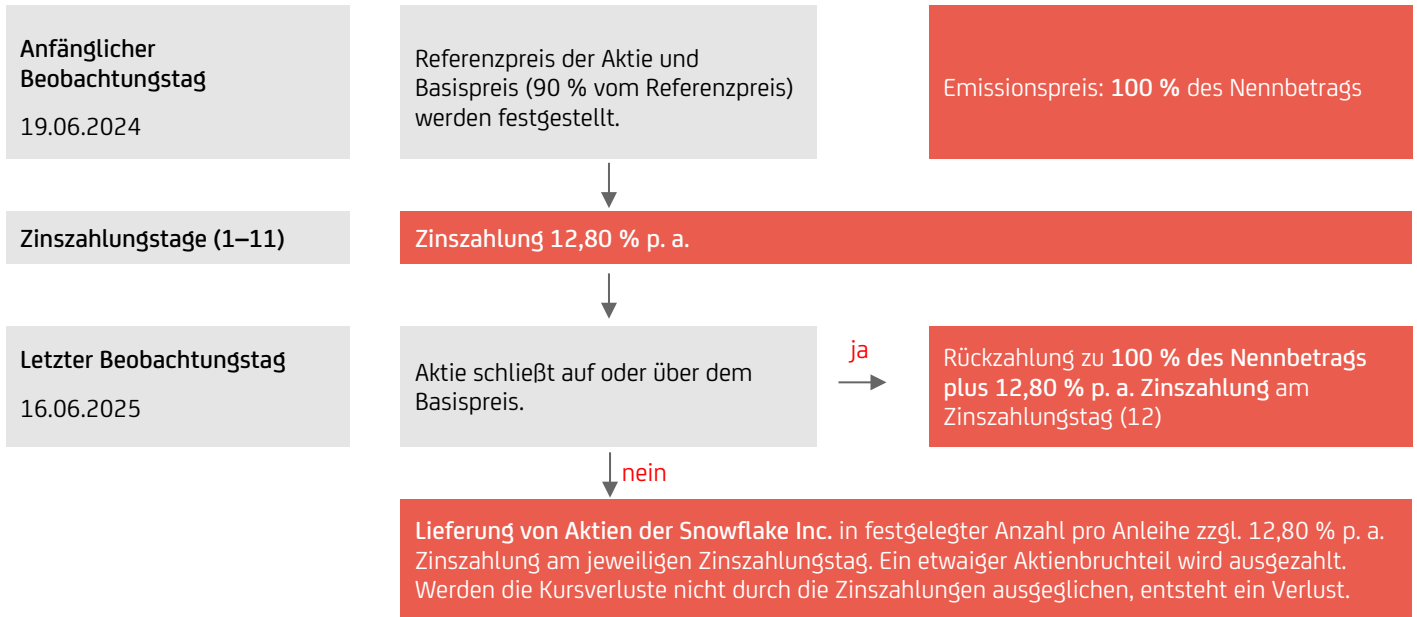 Anfänglicher
Beobachtungstag
19.06.2024
Referenzpreis der Aktie und
Basispreis (90 % vom Referenzpreis)
werden festgestellt.
Emissionspreis: 100 % des Nennbetrags
Zinszahlungstage (1–11)
Zinszahlung 12,80 % p. a.
Letzter Beobachtungstag
16.06.2025
Aktie schließt auf oder über dem
Basispreis.
ja
Rückzahlung zu 100 % des Nennbetrags
plus 12,80 % p. a. Zinszahlung am
Zinszahlungstag (12)
nein
Lieferung von Aktien der Snowflake Inc. in festgelegter Anzahl pro Anleihe zzgl. 12,80 % p. a.
Zinszahlung am jeweiligen Zinszahlungstag. Ein etwaiger Aktienbruchteil wird ausgezahlt.
Werden die Kursverluste nicht durch die Zinszahlungen ausgeglichen, entsteht ein Verlust.